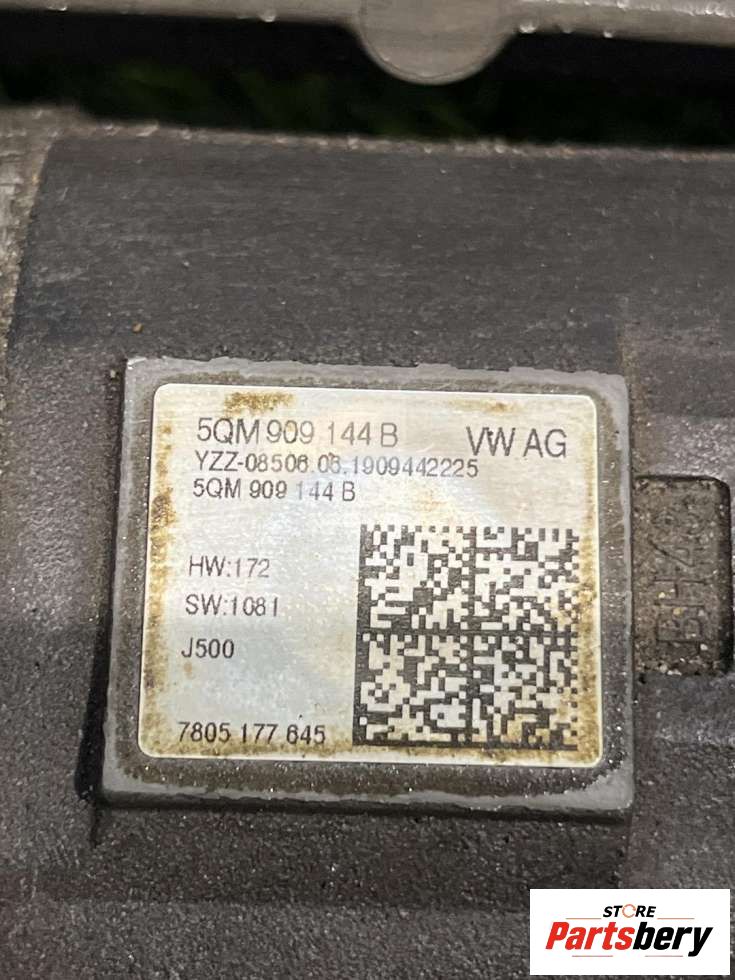 5QM 909 144 B VW AG
YZZ-08506.06.1909442225
5QM 909 144 B
HW:172
SW:1081
J500
7805 177 645
STORE
Partsbery